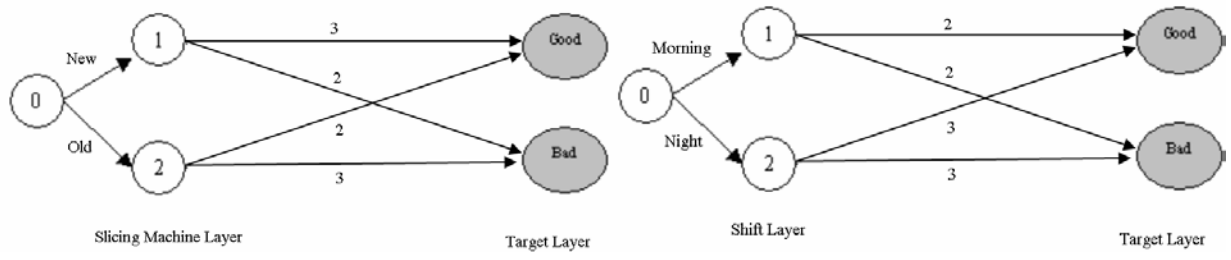 New
Old
0
1
2
3
2
2
3
Good
Bad
Slicing Machine Layer
Target Layer
Morning
Night
0
1
2
2
2
3
3
Good
Bad
Shift Layer
Target Layer